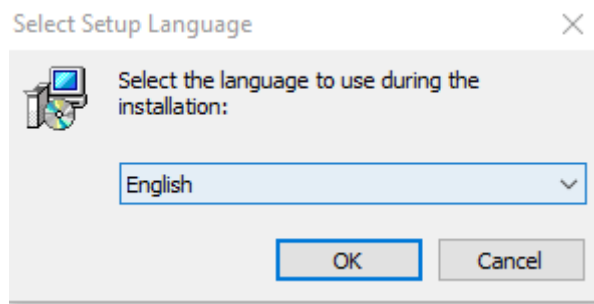 Select Setup Language
Select the language to use during the
installation:
English
OK
Cancel